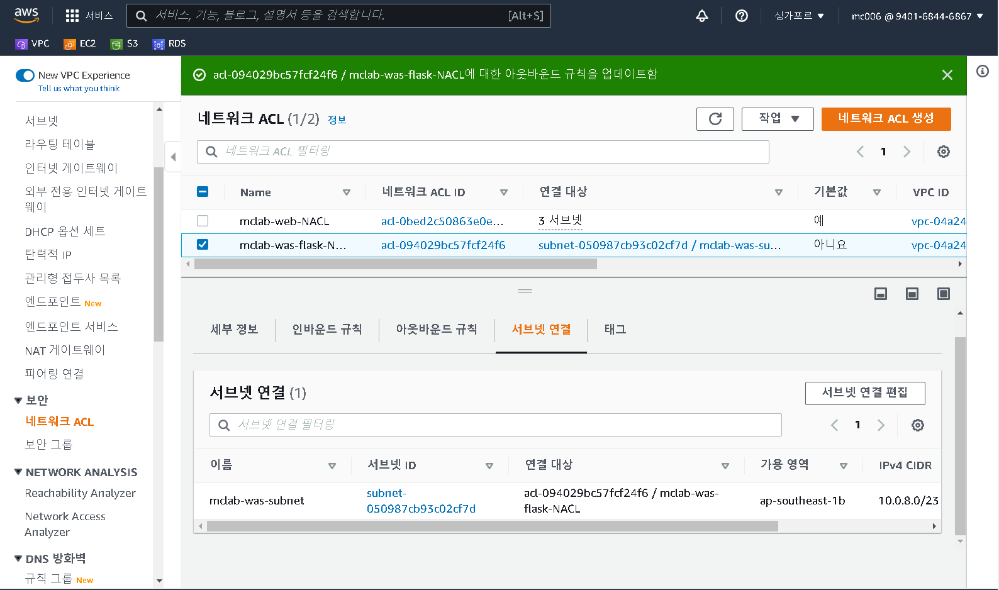 aws
서비스
서비스, 기능, 블로그, 설명서 등을 검색합니다.
[Alt+S]
싱가포르
mc006 @ 9401-6844-6867
VPC
EC2
S3
RDS
New VPC Experience
Tell us what you think
서브넷
라우팅 테이블
인터넷 게이트웨이
외부 전용 인터넷 게이트
웨이
DHCP 옵션 세트
탄력적 IP
관리형 접두사 목록
엔드포인트 New
엔드포인트 서비스
NAT 게이트웨이
피어링 연결
보안
네트워크 ACL
보안 그룹
NETWORK ANALYSIS
Reachability Analyzer
Network Access
Analyzer
DNS 방화벽
규칙 그룹 New
acl-094029bc57fcf24f6 / mclab-was-flask-NACL에 대한 아웃바운드 규칙을 업데이트함
네트워크 ACL (1/2) 정보
작업
네트워크 ACL 생성
네트워크 ACL 필터링
1
Name
네트워크 ACL ID
연결 대상
기본값
VPC ID
mclab-web-NACL
acl-0bed2c50863e0e...
3 서브넷
예
vpc-04a24
mclab-was-flask-N...
acl-094029bc57fcf24f6
subnet-050987cb93c02cf7d / mclab-was-su...
아니요
vpc-04a24
세부 정보
인바운드 규칙
아웃바운드 규칙
서브넷 연결
태그
서브넷 연결 (1)
서브넷 연결 편집
서브넷 연결 필터링
1
이름
서브넷 ID
연결 대상
가용 영역
IPv4 CIDR
mclab-was-subnet
subnet-
050987cb93c02cf7d
acl-094029bc57fcf24f6 / mclab-was-
flask-NACL
ap-southeast-1b
10.0.8.0/23